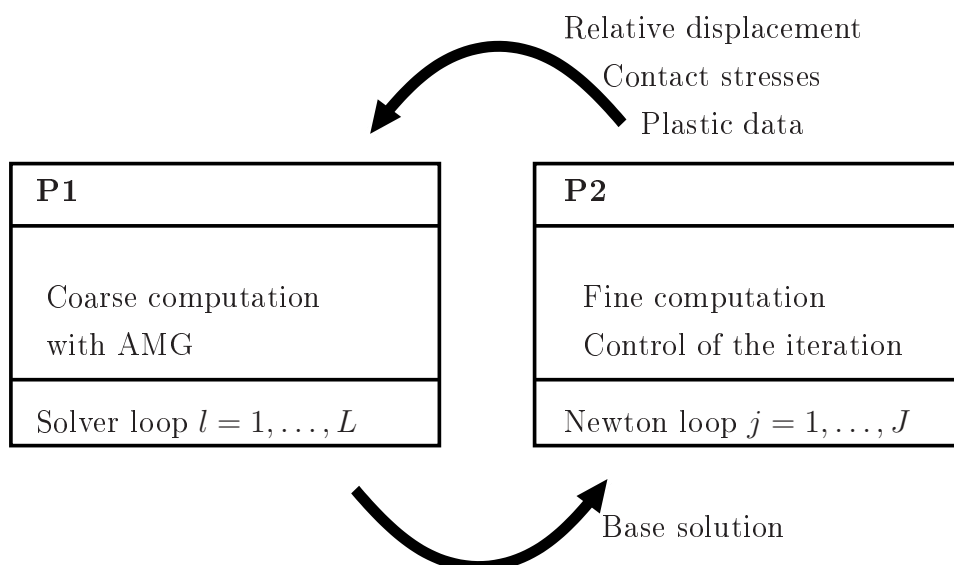 Relative displacement
Contact stresses
Plastic data
P1
Coarse computation
with AMG
Solver loop l = 1, . . . , L
P2
Fine computation
Control of the iteration
Newton loop j = 1, . . . , J
Base solution